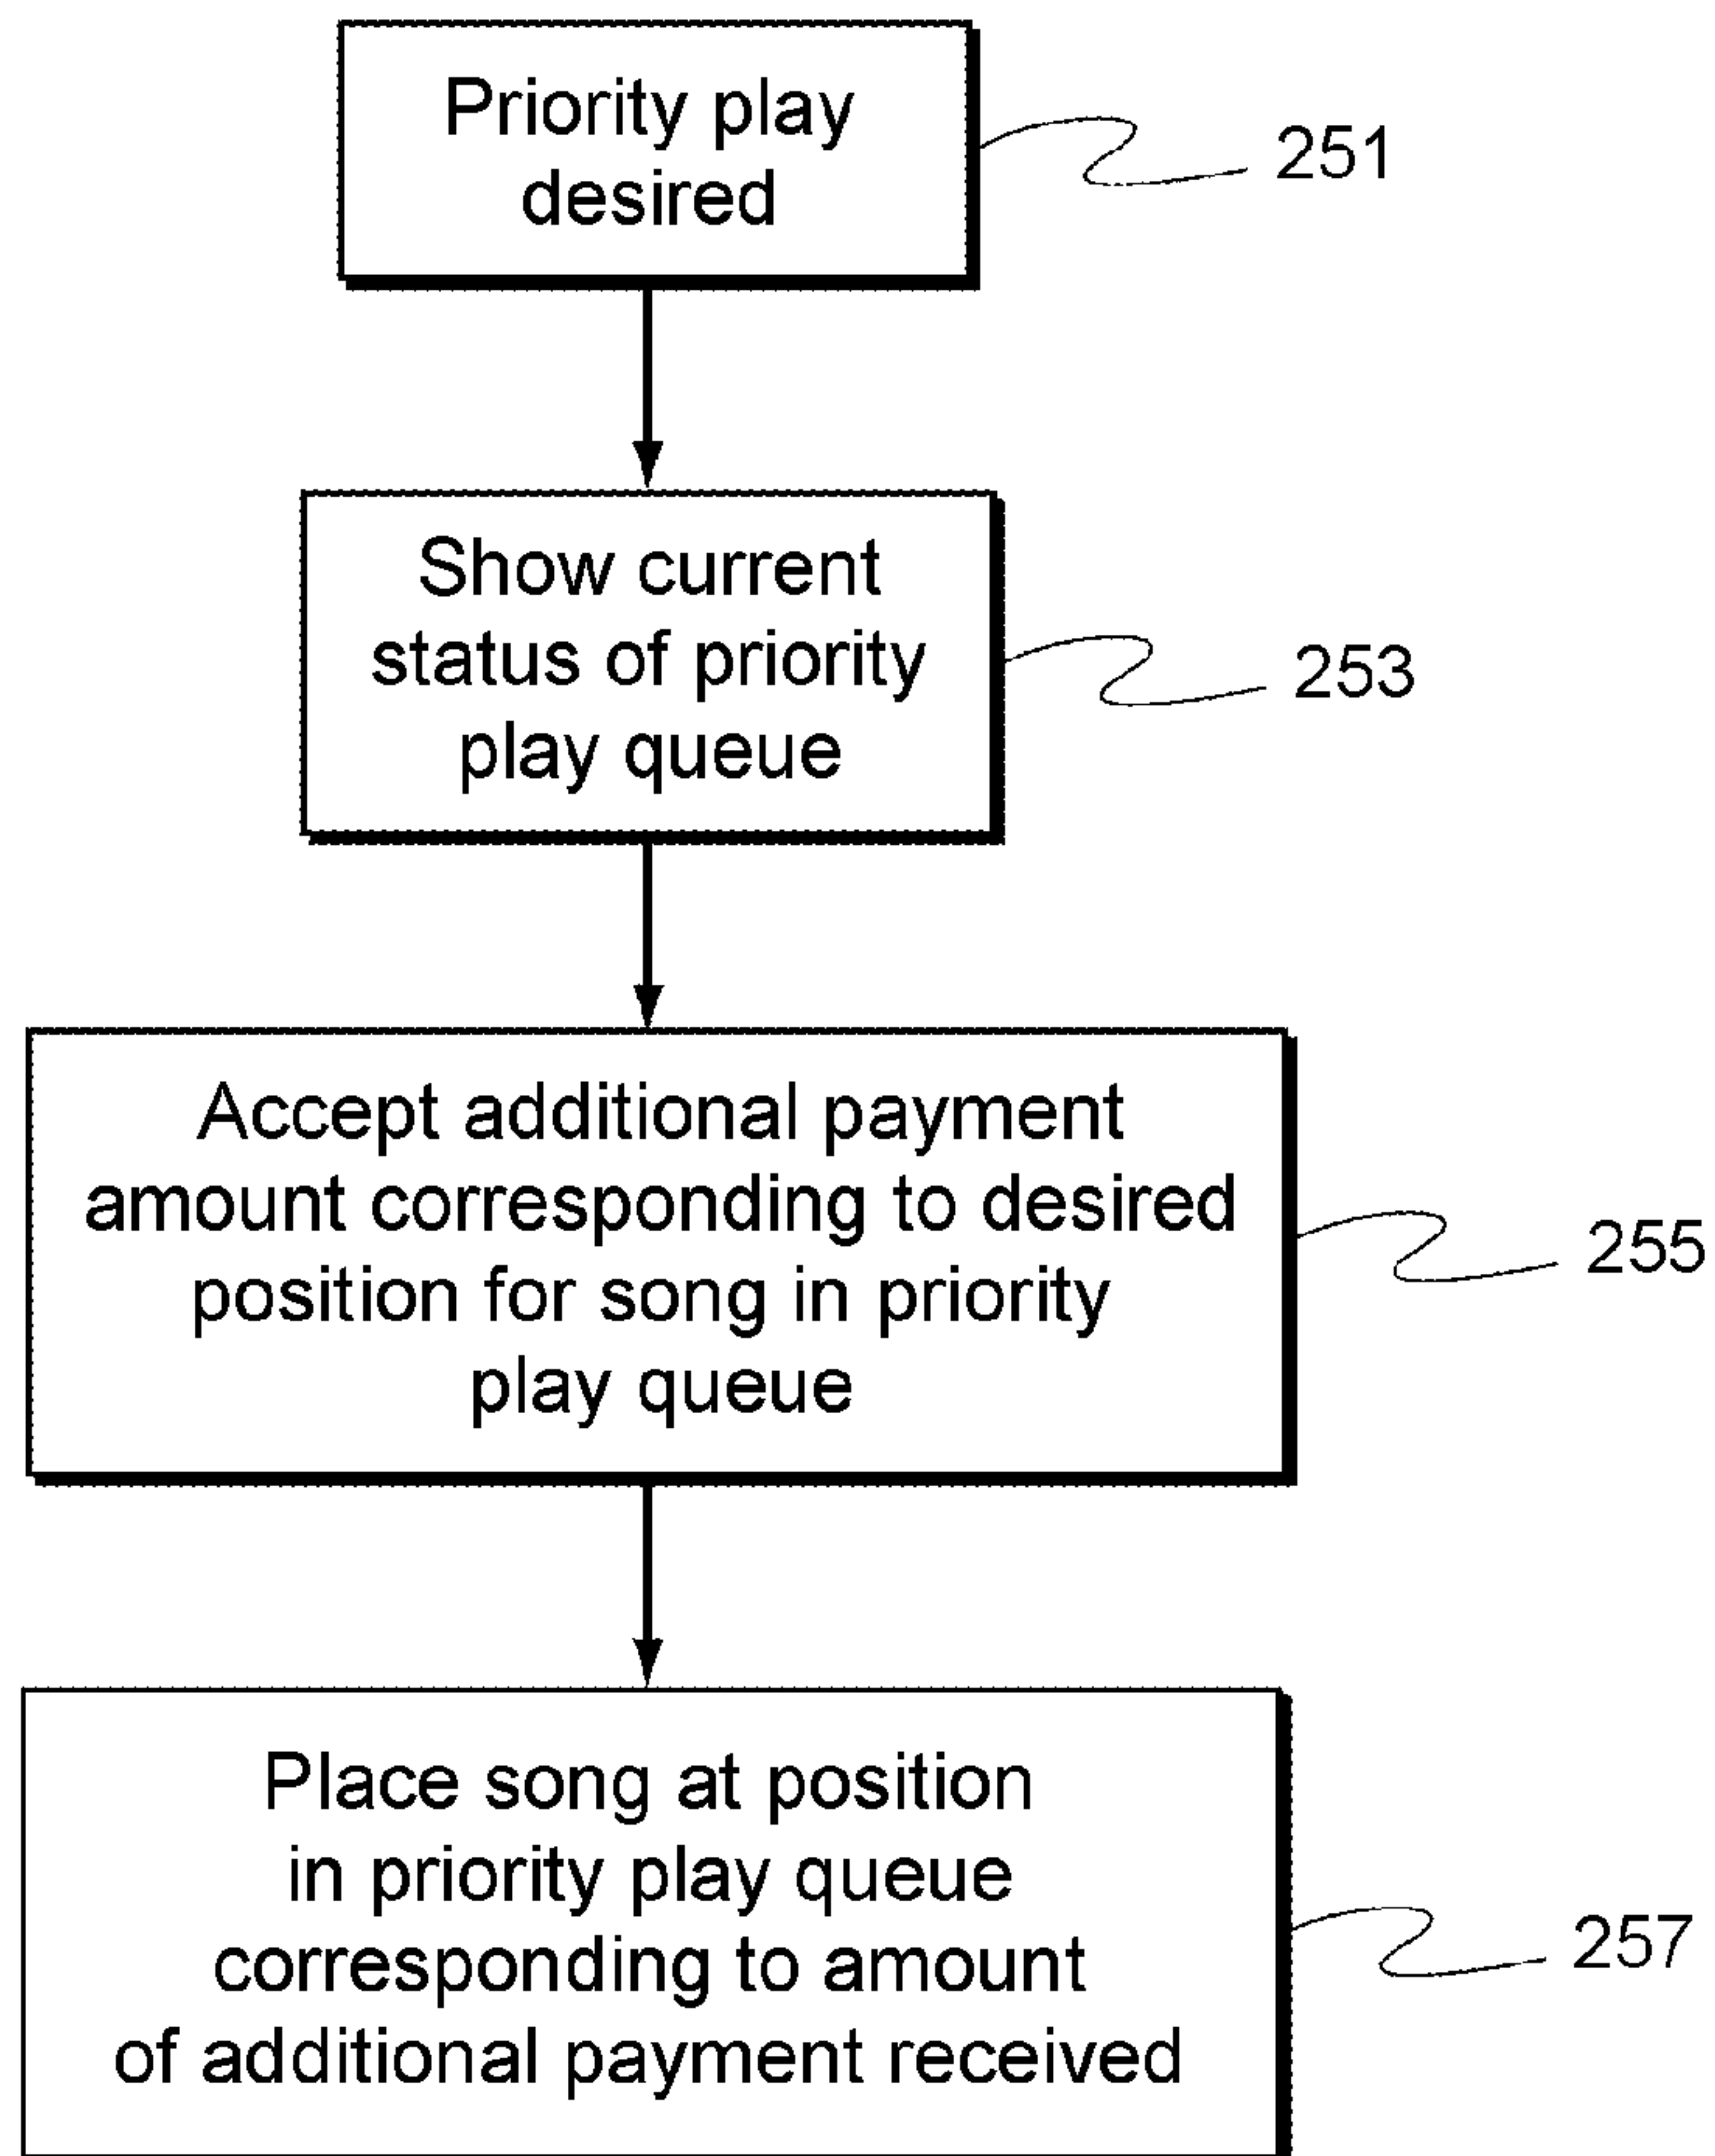 Priority play
desired
251
Show current
status of priority
play queue
253
Accept additional payment
amount corresponding to desired
position for song in priority
play queue
255
Place song at position
in priority play queue
corresponding to amount
of additional payment received
257